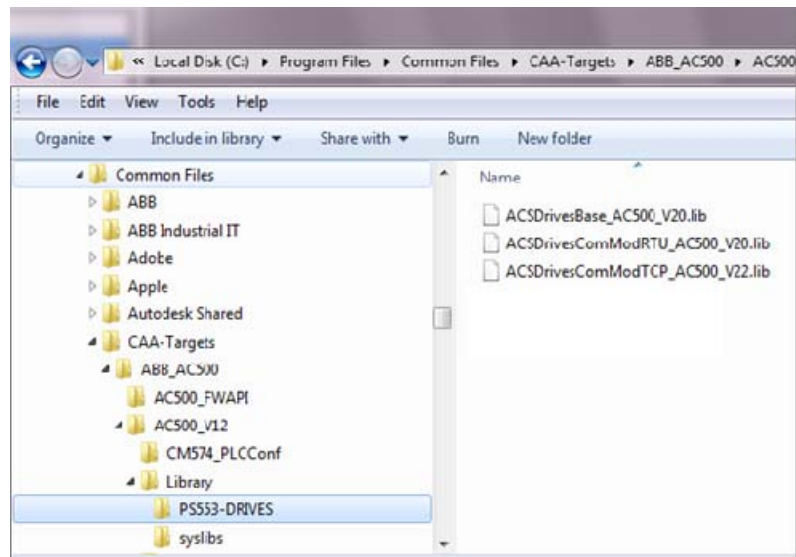 « Local Disk (C:) ▸ Program Files ▸ Common Files ▸ CAA-Targets ▸ ABB_AC500 ▸ AC500
File Edit View Tools Help
Organize ▾ Include in library ▾ Share with ▾ Burn New folder
Common Files
ABB
ABB Industrial IT
Adobe
Apple
Autodesk Shared
CAA-Targets
ABB_AC500
AC500_FWAPI
AC500_V12
CM574_PLCConf
Library
PS553-DRIVES
syslibs
Name
ACSDrivesBase_AC500_V20.lib
ACSDrivesComModRTU_AC500_V20.lib
ACSDrivesComModTCP_AC500_V22.lib